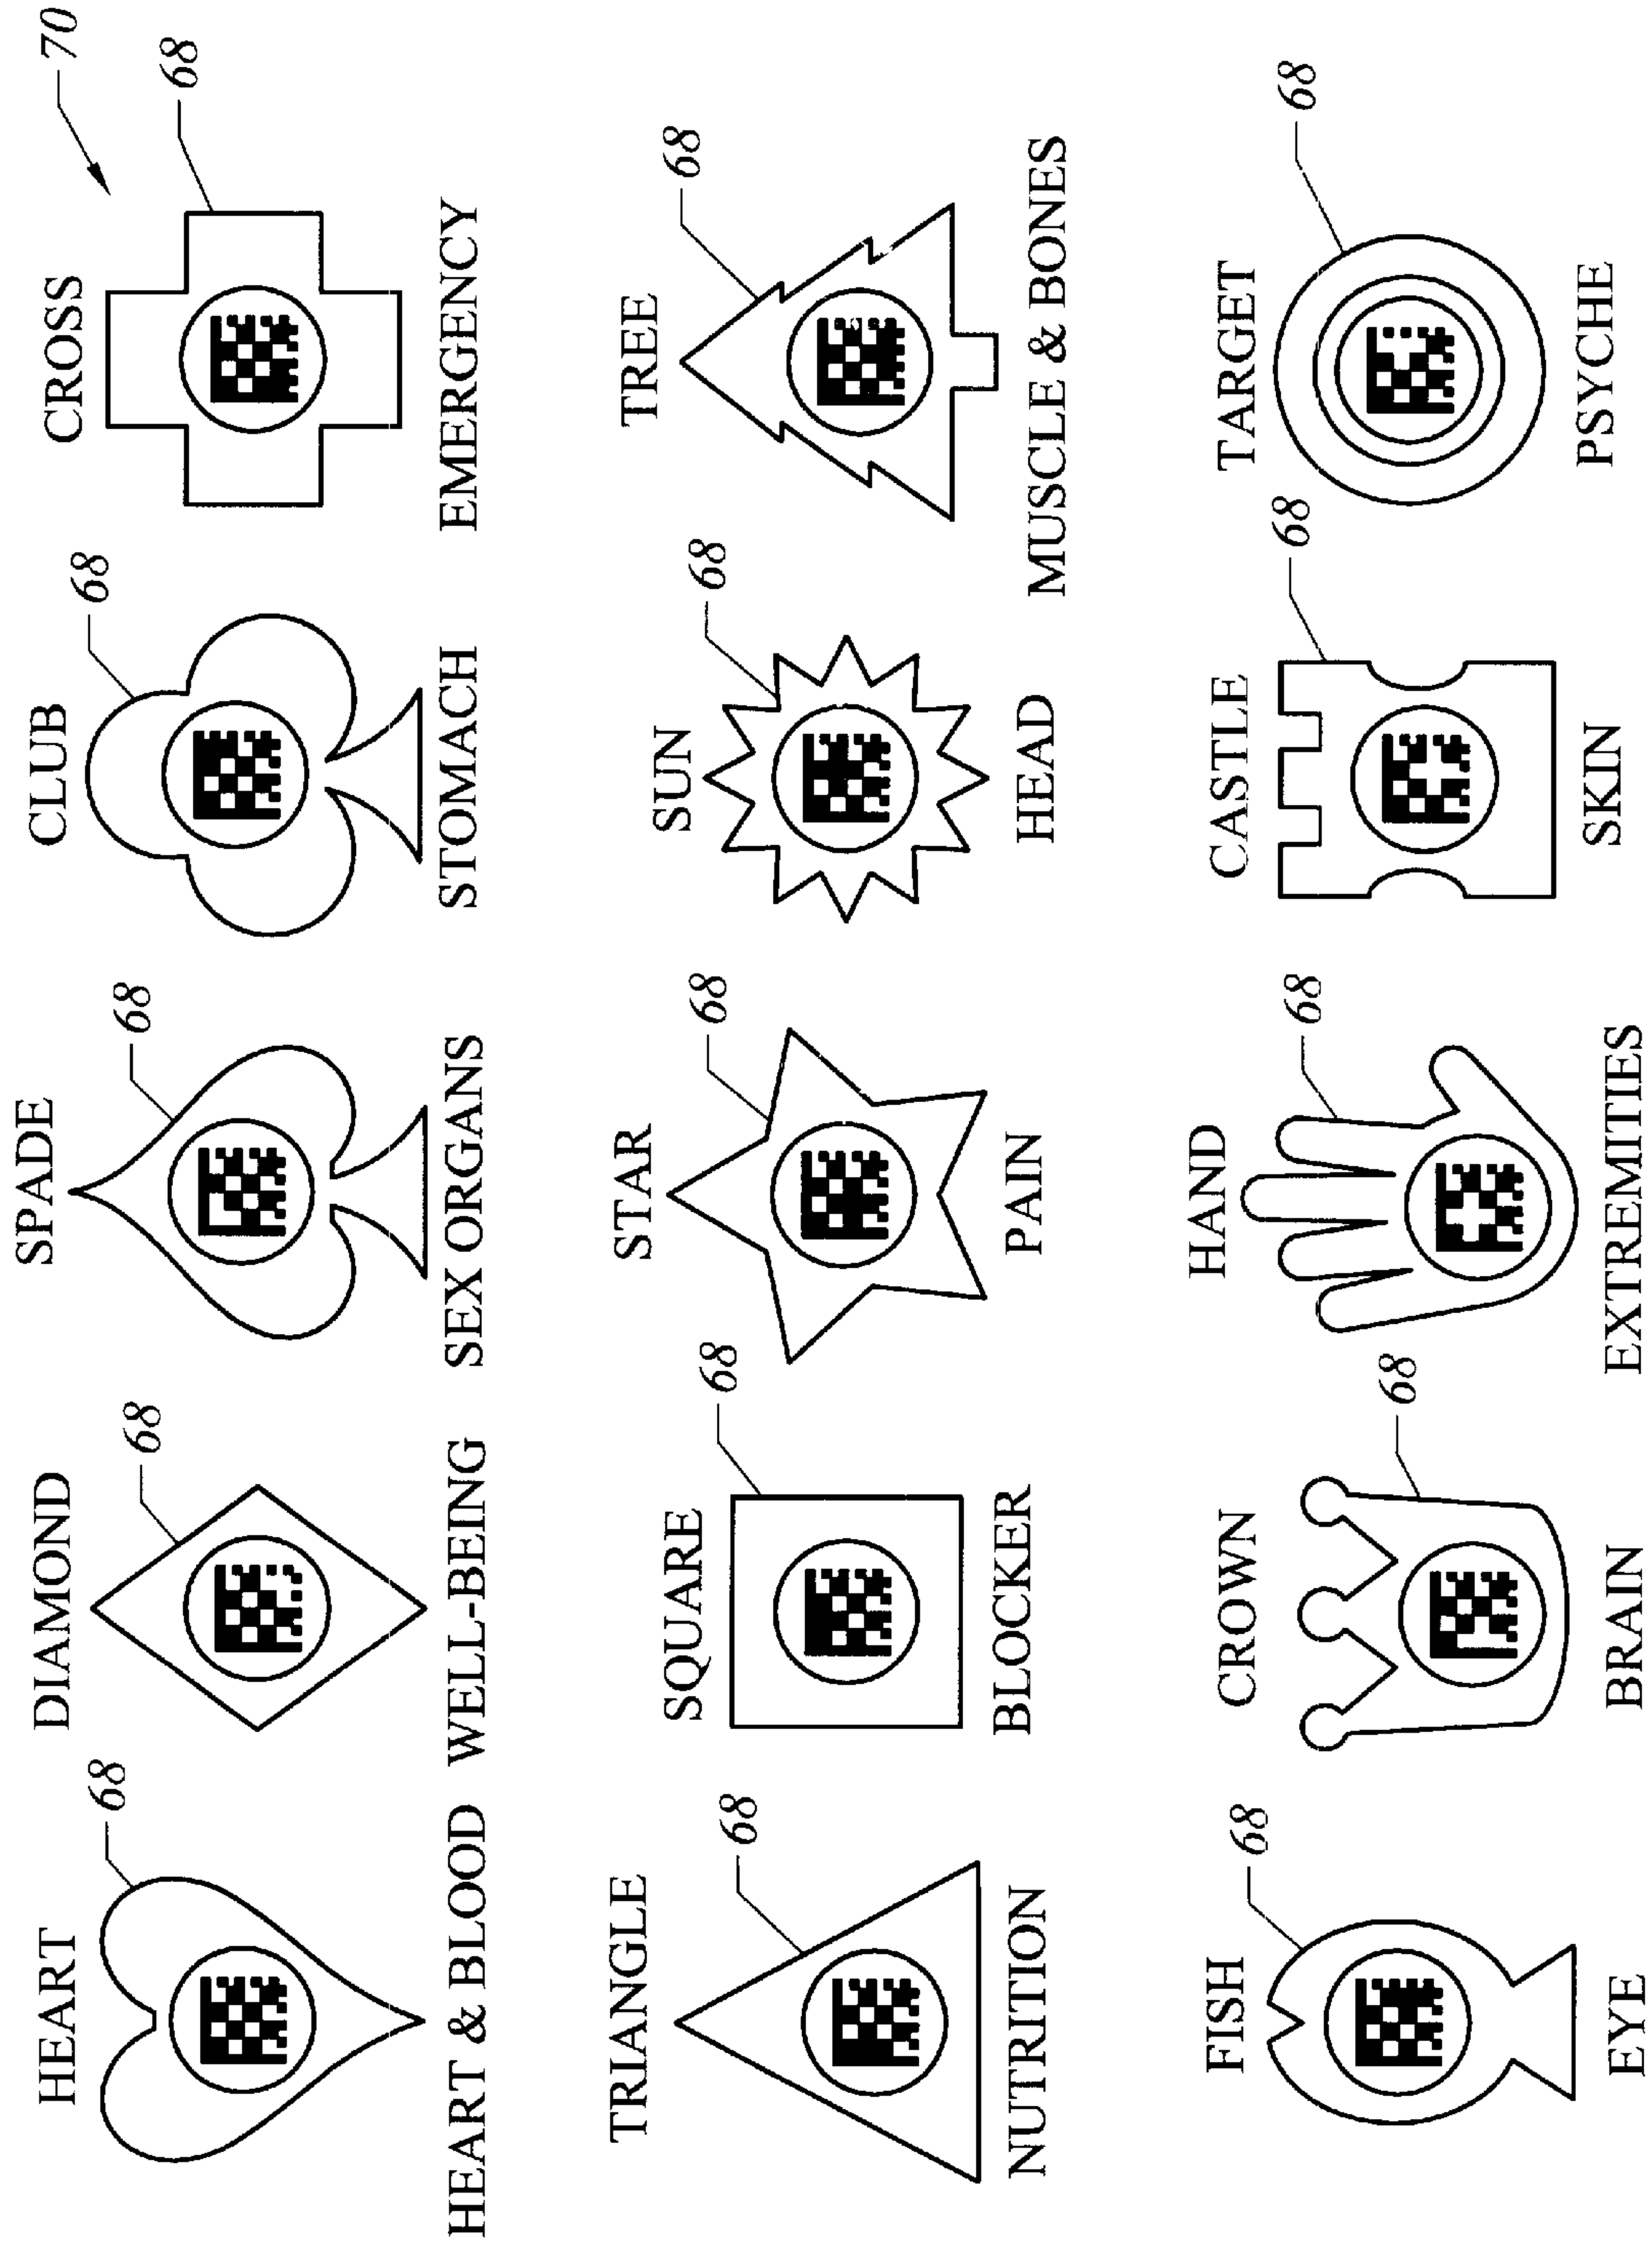 70
HEART DIAMOND SPADE CLUB CROSS
68 68 68 68 68
HEART & BLOOD WELL-BEING SEX ORGANS STOMACH EMERGENCY
TRIANGLE SQUARE STAR SUN TREE
68 68 68 68 68
NUTRITION BLOCKER PAIN HEAD MUSCLE & BONES
FISH CROWN HAND CASTLE TARGET
68 68 68 68 68
EYE BRAIN EXTREMITIES SKIN PSYCHE